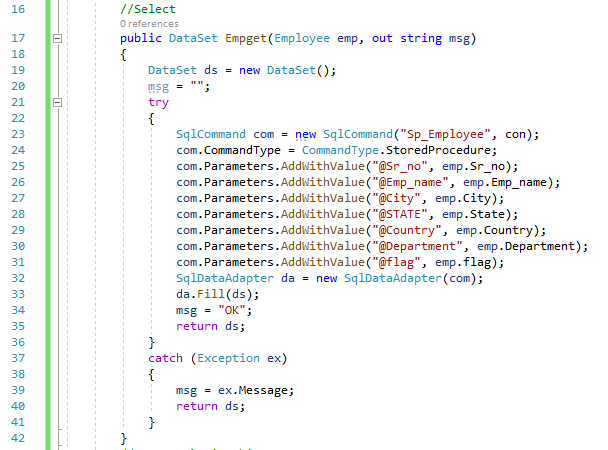 16 //Select
0 references
17 public DataSet Empget(Employee emp, out string msg)
18 {
19 DataSet ds = new DataSet();
20 msg = "";
21 try
22 {
23 SqlCommand com = new SqlCommand("Sp_Employee", con);
24 com.CommandType = CommandType.StoredProcedure;
25 com.Parameters.AddWithValue("@Sr_no", emp.Sr_no);
26 com.Parameters.AddWithValue("@Emp_name", emp.Emp_name);
27 com.Parameters.AddWithValue("@City", emp.City);
28 com.Parameters.AddWithValue("@STATE", emp.State);
29 com.Parameters.AddWithValue("@Country", emp.Country);
30 com.Parameters.AddWithValue("@Department", emp.Department);
31 com.Parameters.AddWithValue("@flag", emp.flag);
32 SqlDataAdapter da = new SqlDataAdapter(com);
33 da.Fill(ds);
34 msg = "OK";
35 return ds;
36 }
37 catch (Exception ex)
38 {
39 msg = ex.Message;
40 return ds;
41 }
42 }